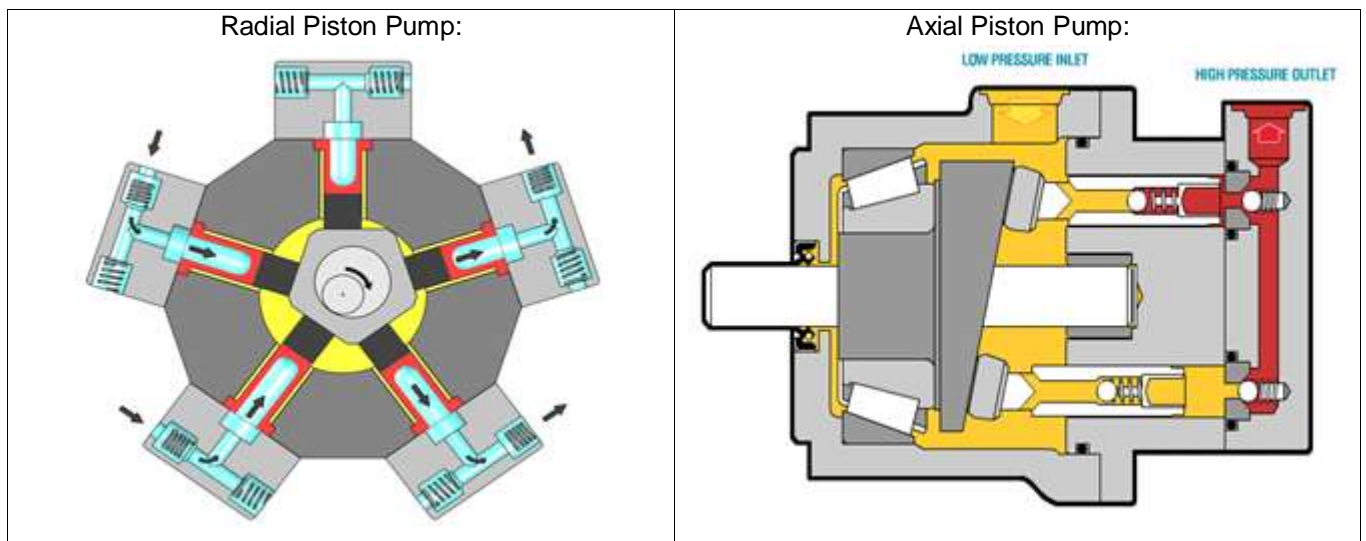 Radial Piston Pump:
Axial Piston Pump:
LOW PRESSURE INLET
HIGH PRESSURE OUTLET